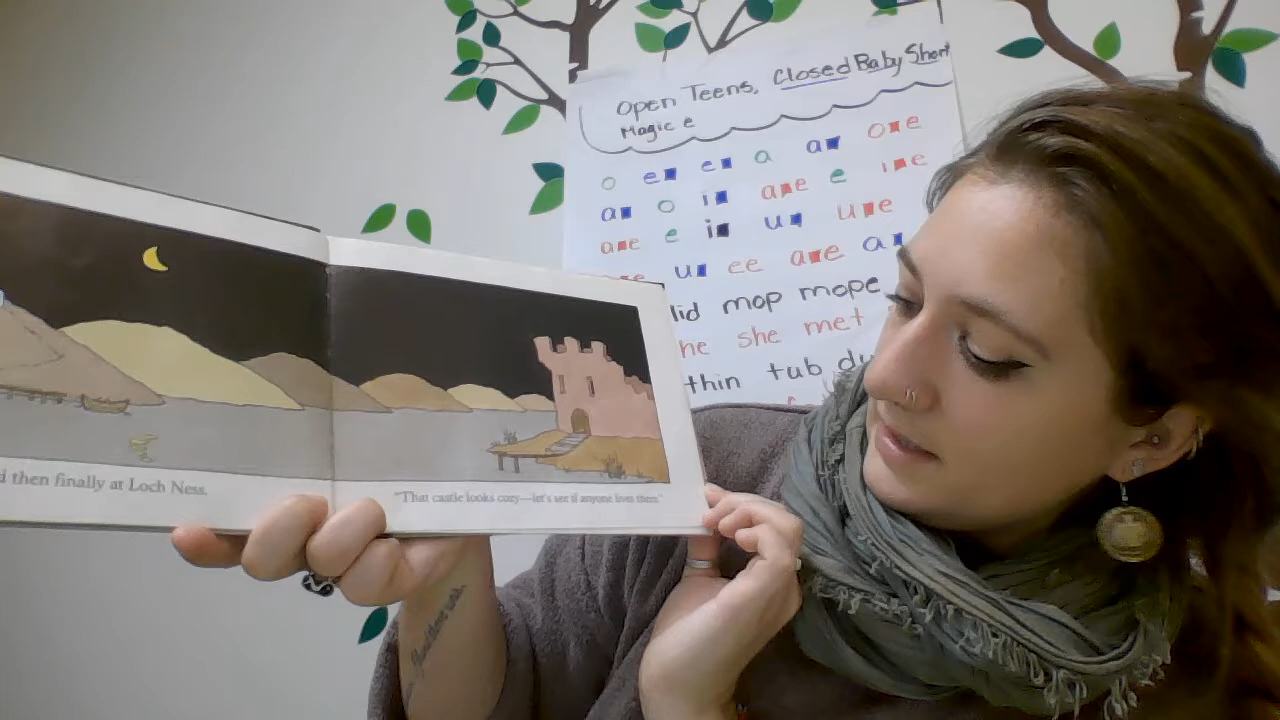 Open Teens, Closed Baby Short
Magic e
o e e a a o e
a o i a e e i e
a e e i u u e
e u ee a e a
lid mop mope
he she met
thin tub du
d then finally at Loch Ness.
"That castle looks cozy—let's see if anyone lives there."